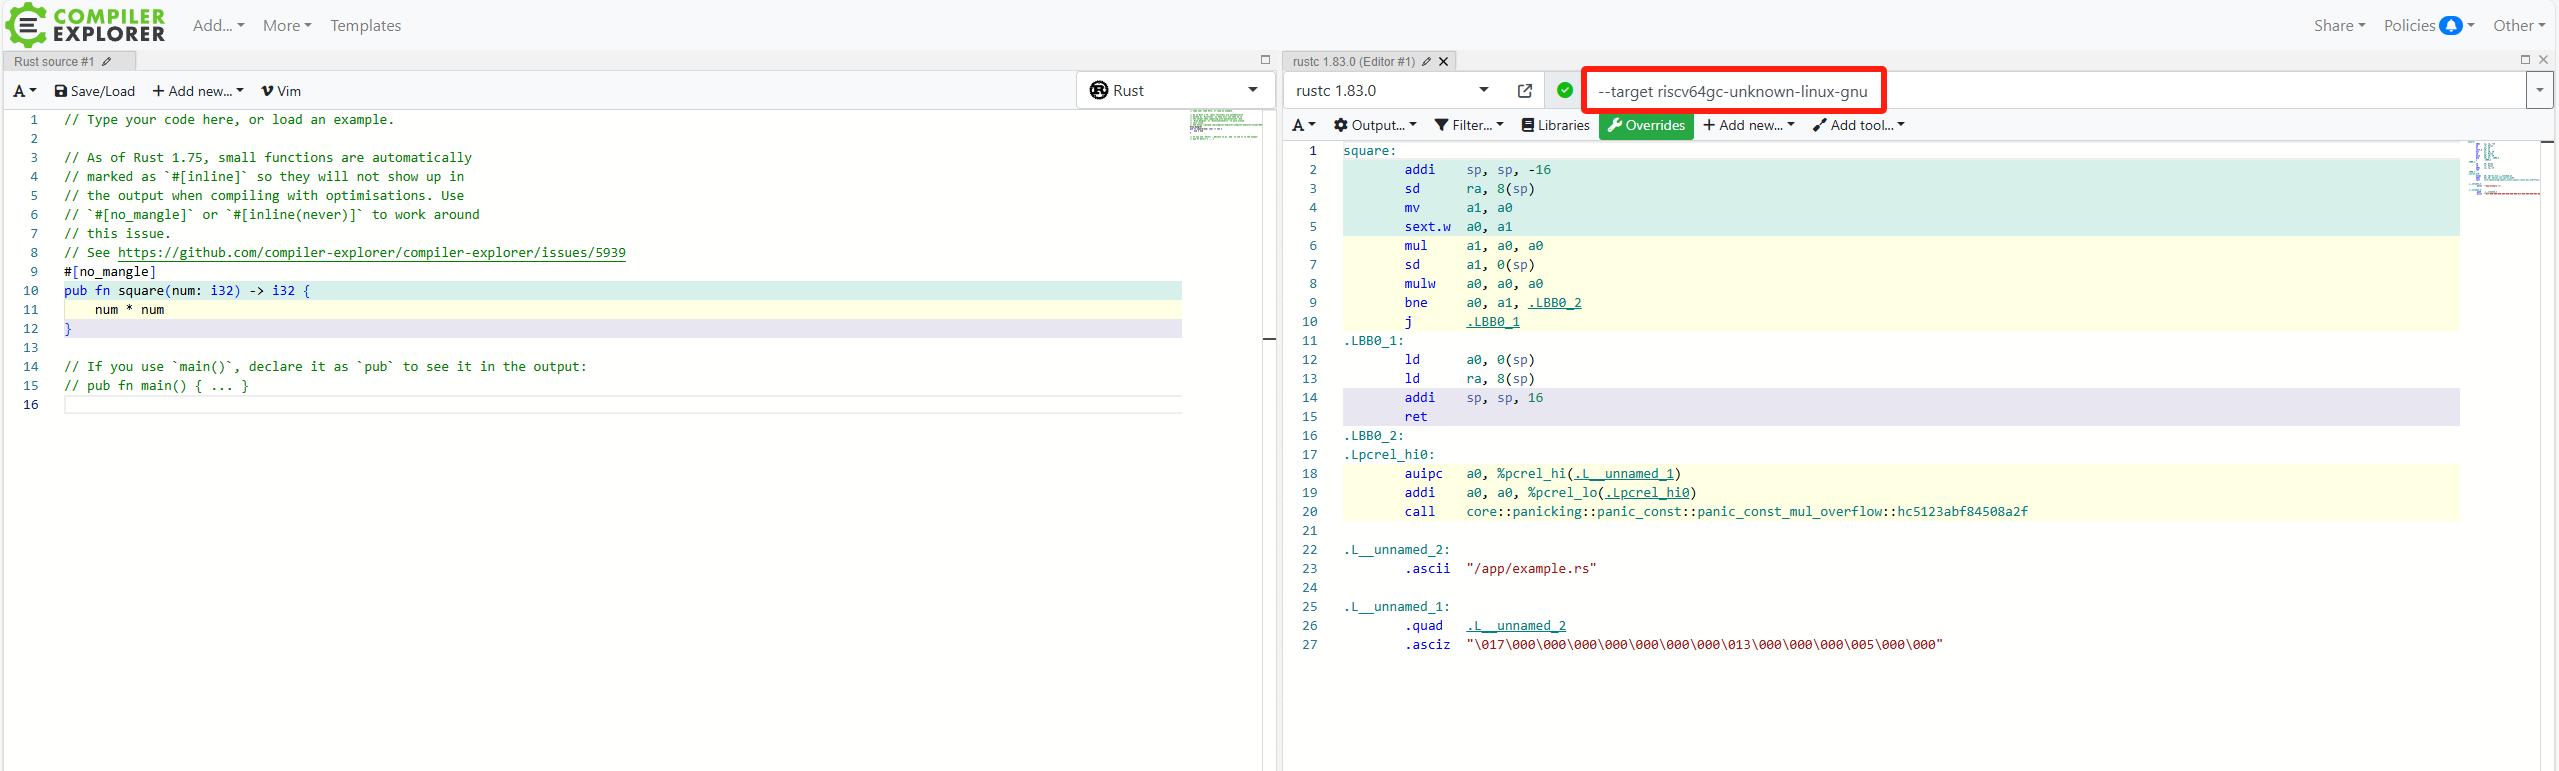 COMPILER EXPLORER Add... More Templates Share Policies Other
Rust source #1
A Save/Load + Add new... Vim Rust
1 // Type your code here, or load an example.
2
3 // As of Rust 1.75, small functions are automatically
4 // marked as `#[inline]` so they will not show up in
5 // the output when compiling with optimisations. Use
6 // `#[no_mangle]` or `#[inline(never)]` to work around
7 // this issue.
8 // See https://github.com/compiler-explorer/compiler-explorer/issues/5939
9 #[no_mangle]
10 pub fn square(num: i32) -> i32 {
11     num * num
12 }
13
14 // If you use `main()`, declare it as `pub` to see it in the output:
15 // pub fn main() { ... }
16
rustc 1.83.0 (Editor #1)
rustc 1.83.0 --target riscv64gc-unknown-linux-gnu
A Output... Filter... Libraries Overrides + Add new... Add tool...
1 square:
2 addi sp, sp, -16
3 sd ra, 8(sp)
4 mv a1, a0
5 sext.w a0, a1
6 mul a1, a0, a0
7 sd a1, 0(sp)
8 mulw a0, a0, a0
9 bne a0, a1, .LBB0_2
10 j .LBB0_1
11 .LBB0_1:
12 ld a0, 0(sp)
13 ld ra, 8(sp)
14 addi sp, sp, 16
15 ret
16 .LBB0_2:
17 .Lpcrel_hi0:
18 auipc a0, %pcrel_hi(.L__unnamed_1)
19 addi a0, a0, %pcrel_lo(.Lpcrel_hi0)
20 call core::panicking::panic_const::panic_const_mul_overflow::hc5123abf84508a2f
21
22 .L__unnamed_2:
23 .ascii "/app/example.rs"
24
25 .L__unnamed_1:
26 .quad .L__unnamed_2
27 .asciz "\017\000\000\000\000\000\000\000\013\000\000\000\005\000\000"